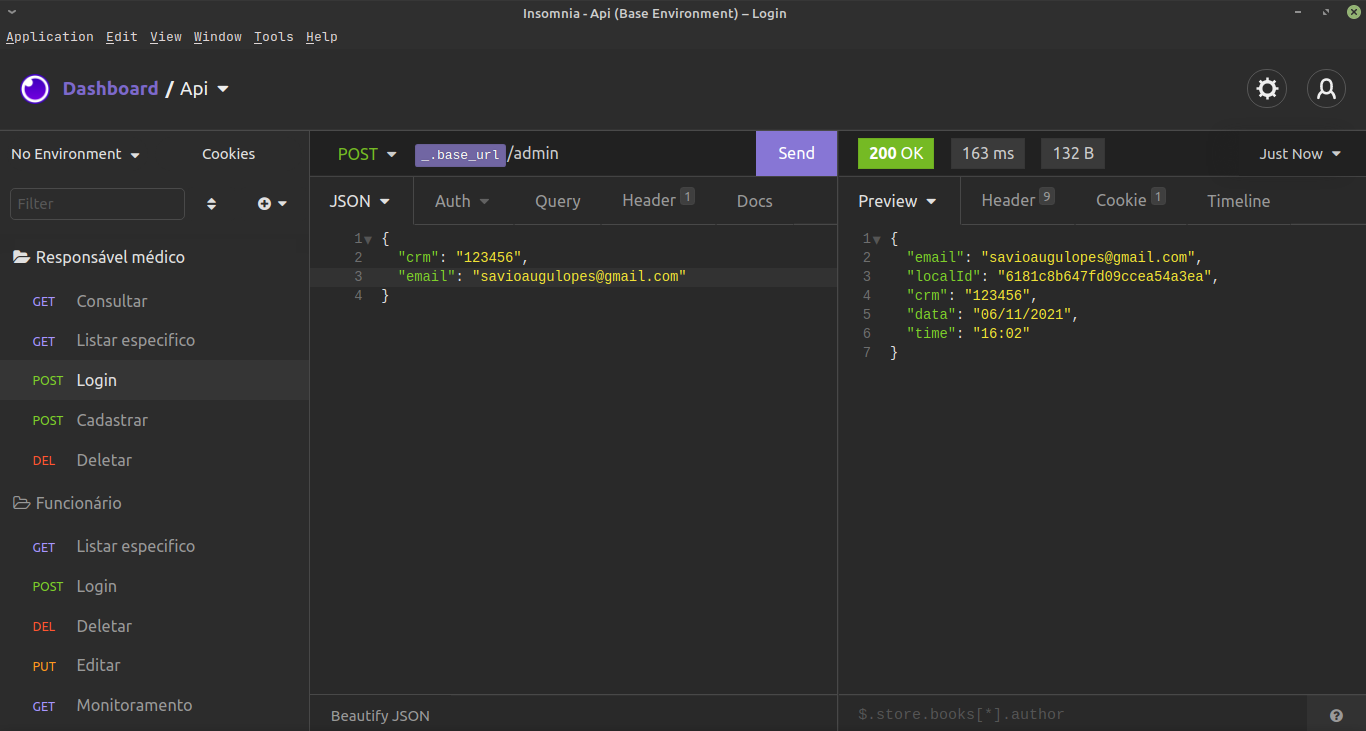 Insomnia - Api (Base Environment) – Login
Application Edit View Window Tools Help
Dashboard / Api
No Environment Cookies
Filter
Responsável médico
GET Consultar
GET Listar especifico
POST Login
POST Cadastrar
DEL Deletar
Funcionário
GET Listar especifico
POST Login
DEL Deletar
PUT Editar
GET Monitoramento
POST _.base_url/admin Send
JSON Auth Query Header 1 Docs
1 {
2 "crm": "123456",
3 "email": "savioaugulopes@gmail.com"
4 }
Beautify JSON
200 OK 163 ms 132 B Just Now
Preview Header 9 Cookie 1 Timeline
1 {
2 "email": "savioaugulopes@gmail.com",
3 "localId": "6181c8b647fd09ccea54a3ea",
4 "crm": "123456",
5 "data": "06/11/2021",
6 "time": "16:02"
7 }
$.store.books[*].author